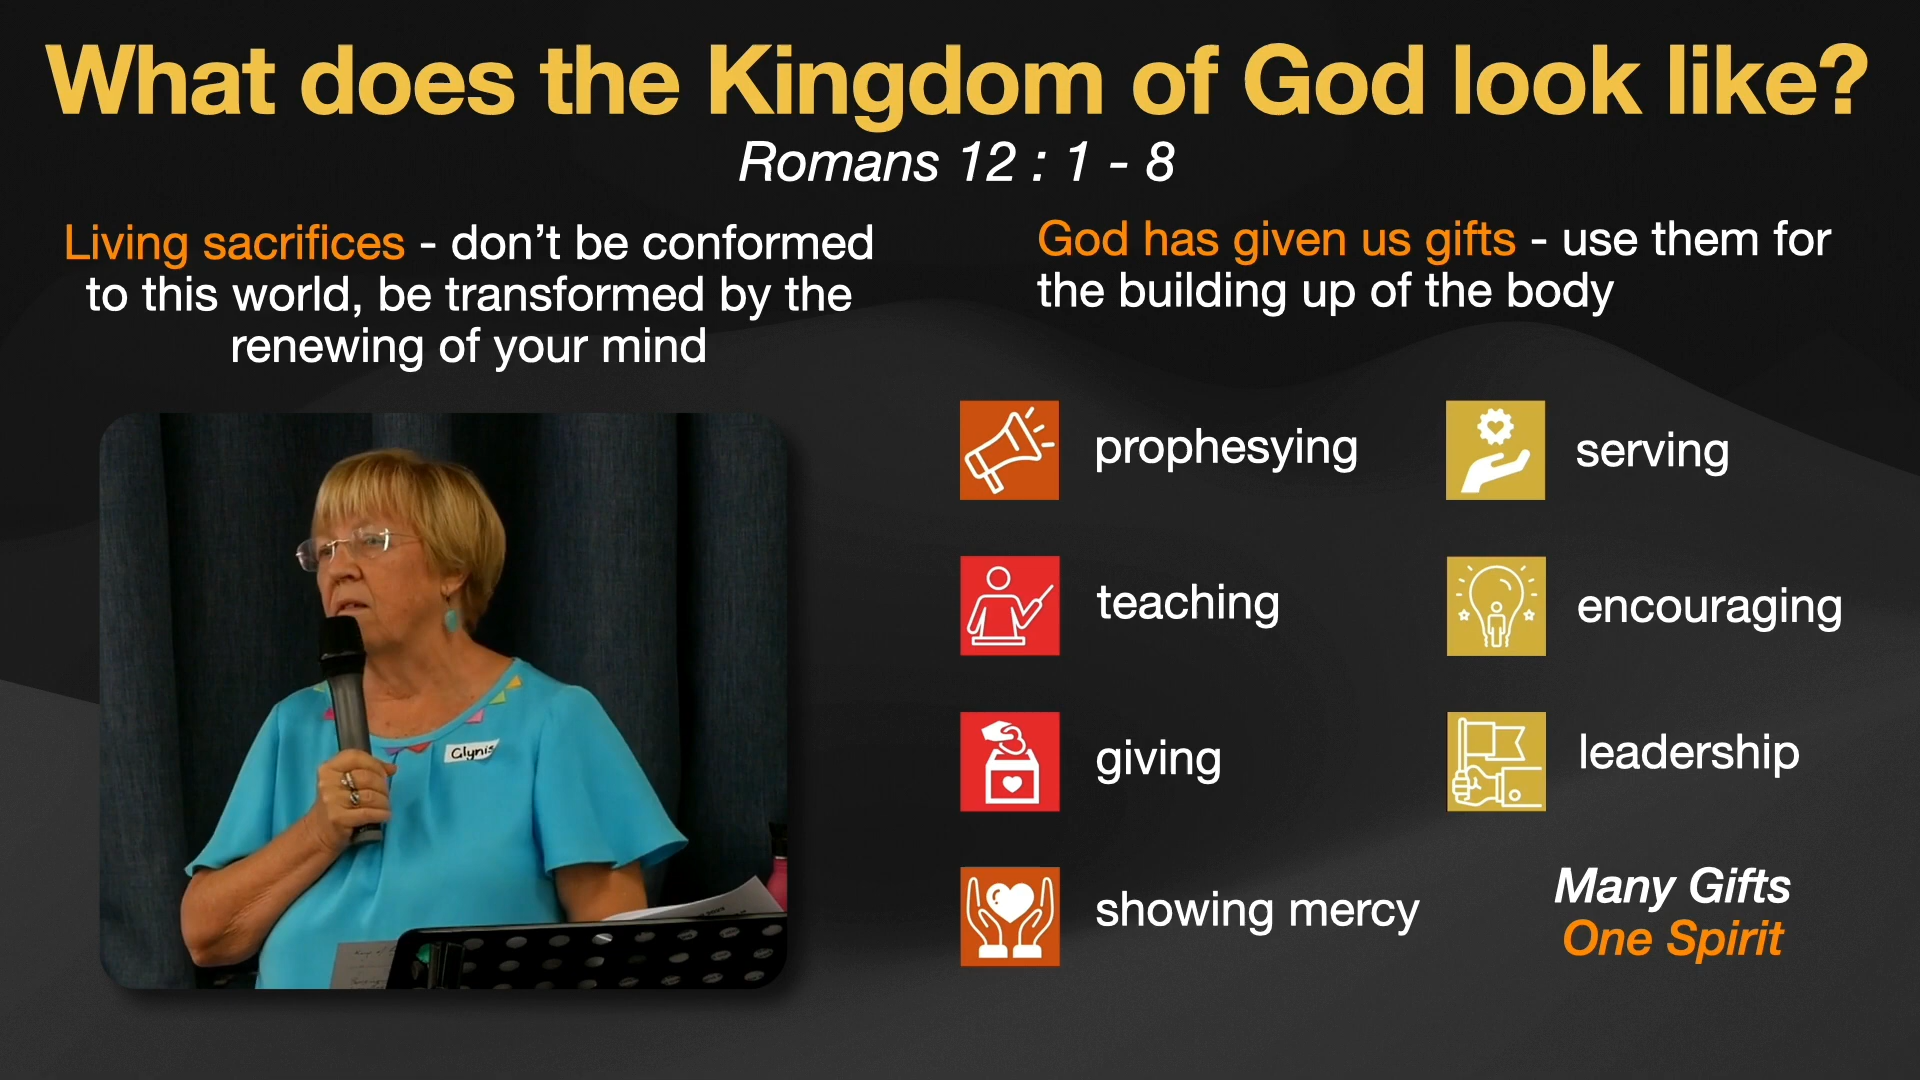 What does the Kingdom of God look like?
Romans 12 : 1 - 8
Living sacrifices - don’t be conformed
to this world, be transformed by the
renewing of your mind
God has given us gifts - use them for
the building up of the body
prophesying
serving
teaching
encouraging
giving
leadership
showing mercy
Many Gifts
One Spirit
Glynis